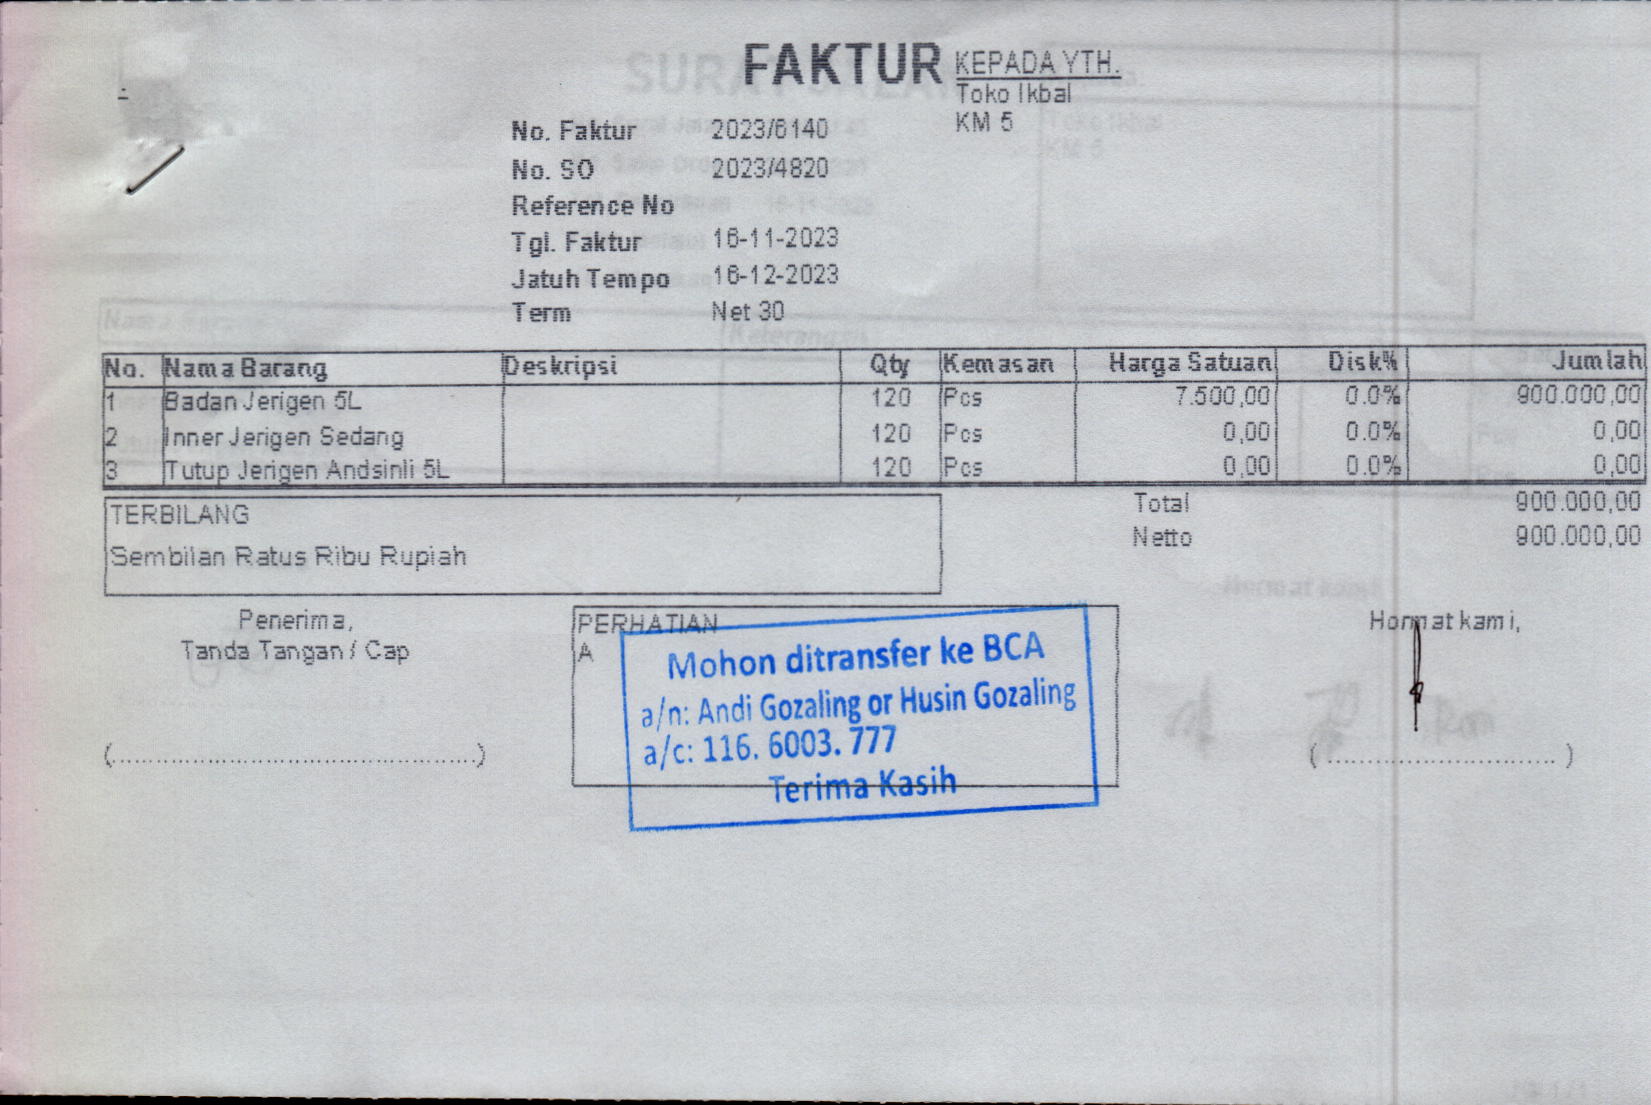 FAKTUR
KEPADA YTH.
Toko Ikbal
KM 5
No. Faktur 2023/6140
No. SO 2023/4820
Reference No
Tgl. Faktur 16-11-2023
Jatuh Tempo 16-12-2023
Term Net 30
No. Nama Barang Deskripsi Qty Kemasan Harga Satuan Disk% Jumlah
1 Badan Jerigen 5L 120 Pcs 7.500,00 0.0% 900.000,00
2 Inner Jerigen Sedang 120 Pcs 0,00 0.0% 0,00
3 Tutup Jerigen Andsinli 5L 120 Pcs 0,00 0.0% 0,00
Total 900.000,00
Netto 900.000,00
TERBILANG
Sembilan Ratus Ribu Rupiah
Penerima,
Tanda Tangan / Cap
(............................................)
PERHATIAN
A
Mohon ditransfer ke BCA
a/n: Andi Gozaling or Husin Gozaling
a/c: 116. 6003. 777
Terima Kasih
Hormat kami,
(............................)